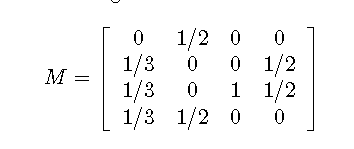 M =
0 1/2 0 0
1/3 0 0 1/2
1/3 0 1 1/2
1/3 1/2 0 0